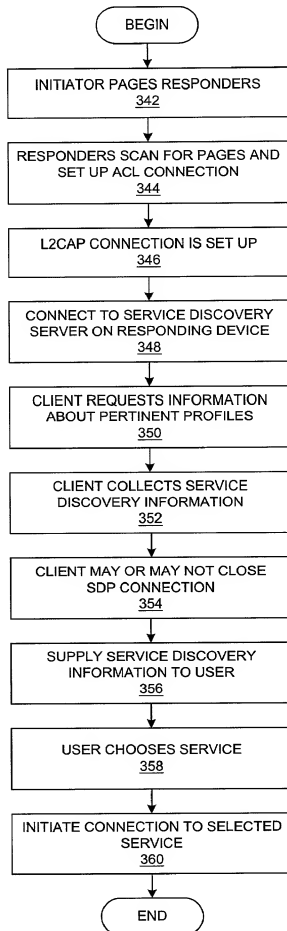 BEGIN
INITIATOR PAGES RESPONDERS
342
RESPONDERS SCAN FOR PAGES AND
SET UP ACL CONNECTION
344
L2CAP CONNECTION IS SET UP
346
CONNECT TO SERVICE DISCOVERY
SERVER ON RESPONDING DEVICE
348
CLIENT REQUESTS INFORMATION
ABOUT PERTINENT PROFILES
350
CLIENT COLLECTS SERVICE
DISCOVERY INFORMATION
352
CLIENT MAY OR MAY NOT CLOSE
SDP CONNECTION
354
SUPPLY SERVICE DISCOVERY
INFORMATION TO USER
356
USER CHOOSES SERVICE
358
INITIATE CONNECTION TO SELECTED
SERVICE
360
END